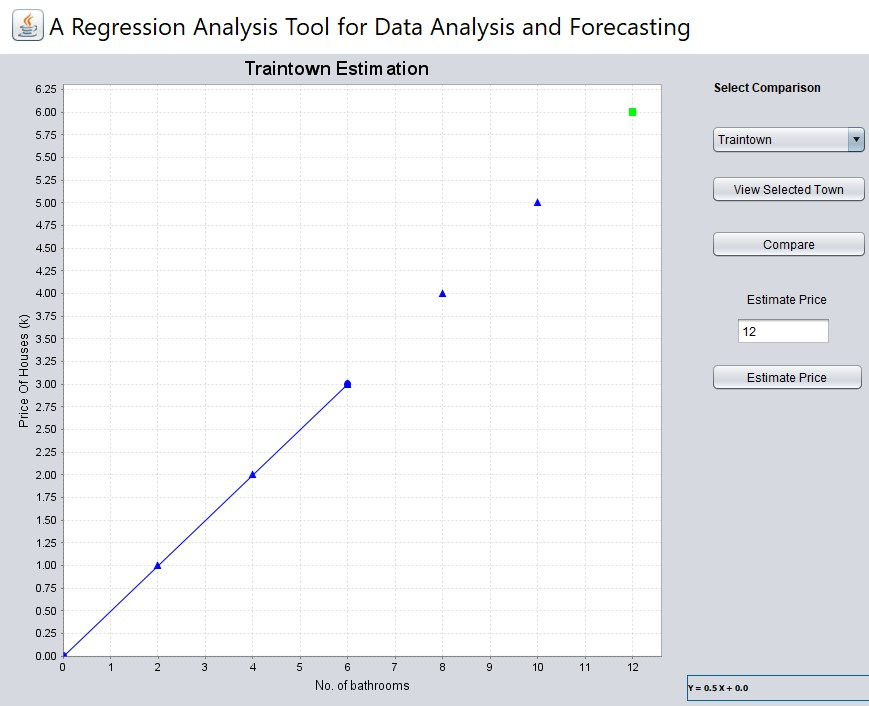 A Regression Analysis Tool for Data Analysis and Forecasting
Traintown Estimation
Select Comparison
Traintown
View Selected Town
Compare
Estimate Price
12
Estimate Price
Price Of Houses (k)
6.25
6.00
5.75
5.50
5.25
5.00
4.75
4.50
4.25
4.00
3.75
3.50
3.25
3.00
2.75
2.50
2.25
2.00
1.75
1.50
1.25
1.00
0.75
0.50
0.25
0.00
0 1 2 3 4 5 6 7 8 9 10 11 12
No. of bathrooms
Y = 0.5 X + 0.0